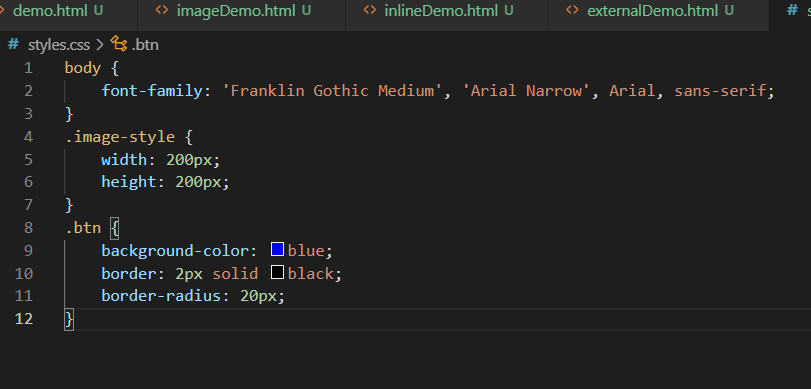 <> demo.html U <> imageDemo.html U <> inlineDemo.html U <> externalDemo.html U #
# styles.css > .btn
1 body {
2     font-family: 'Franklin Gothic Medium', 'Arial Narrow', Arial, sans-serif;
3 }
4 .image-style {
5     width: 200px;
6     height: 200px;
7 }
8 .btn {
9     background-color: blue;
10     border: 2px solid black;
11     border-radius: 20px;
12 }